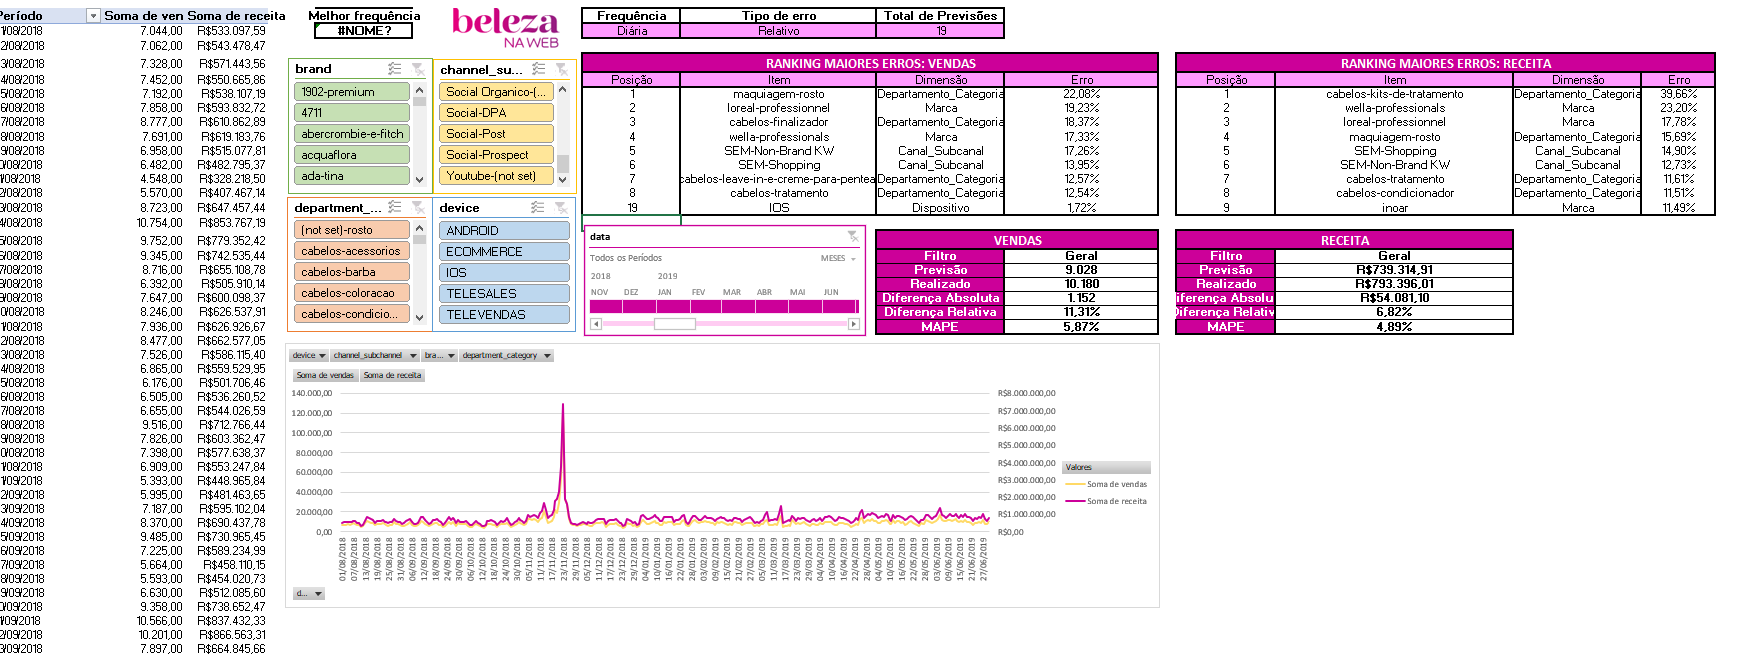 Período Soma de ven Soma de receita
1/08/2018 7.044,00 R$533.097,59
2/08/2018 7.062,00 R$543.478,47
3/08/2018 7.328,00 R$571.443,56
4/08/2018 7.452,00 R$550.665,86
5/08/2018 7.192,00 R$538.107,19
6/08/2018 7.858,00 R$593.832,72
7/08/2018 8.777,00 R$610.862,89
8/08/2018 7.691,00 R$619.183,76
9/08/2018 6.958,00 R$515.077,81
0/08/2018 6.482,00 R$482.795,37
1/08/2018 4.548,00 R$328.218,50
2/08/2018 5.570,00 R$407.467,14
3/08/2018 8.723,00 R$647.457,44
4/08/2018 10.754,00 R$853.767,19
5/08/2018 9.752,00 R$779.352,42
6/08/2018 9.345,00 R$742.535,44
7/08/2018 8.716,00 R$655.108,78
8/08/2018 6.392,00 R$505.910,14
9/08/2018 7.647,00 R$600.098,37
0/08/2018 8.246,00 R$626.537,91
1/08/2018 7.936,00 R$626.926,67
2/08/2018 8.477,00 R$662.577,05
3/08/2018 7.526,00 R$586.115,40
4/08/2018 6.865,00 R$559.529,95
5/08/2018 6.176,00 R$501.706,46
6/08/2018 6.505,00 R$536.260,52
7/08/2018 6.655,00 R$544.026,59
8/08/2018 9.516,00 R$712.766,44
9/08/2018 7.826,00 R$603.362,47
0/08/2018 7.398,00 R$577.638,37
1/08/2018 6.909,00 R$553.247,84
1/09/2018 5.393,00 R$448.965,84
2/09/2018 5.995,00 R$481.463,65
3/09/2018 7.187,00 R$595.102,04
4/09/2018 8.370,00 R$690.437,78
5/09/2018 9.485,00 R$730.965,45
6/09/2018 7.225,00 R$589.234,99
7/09/2018 5.664,00 R$458.110,15
8/09/2018 5.593,00 R$454.020,73
9/09/2018 6.630,00 R$512.085,60
0/09/2018 9.358,00 R$738.652,47
1/09/2018 10.566,00 R$837.432,33
2/09/2018 10.201,00 R$866.563,31
3/09/2018 7.897,00 R$664.845,66
Melhor frequência
#NOME?
beleza
NA WEB
Frequência Tipo de erro Total de Previsões
Diária Relativo 19
brand
1902-premium
4711
abercrombie-e-fitch
acquaflora
ada-tina
channel_su...
Social Organico-(...
Social-DPA
Social-Post
Social-Prospect
Youtube-(not set)
department_...
(not set)-rosto
cabelos-acessorios
cabelos-barba
cabelos-coloracao
cabelos-condicio...
device
ANDROID
ECOMMERCE
IOS
TELESALES
TELEVENDAS
RANKING MAIORES ERROS: VENDAS
Posição Item Dimensão Erro
1 maquiagem-rosto Departamento_Categoria 22,08%
2 loreal-professionnel Marca 19,23%
3 cabelos-finalizador Departamento_Categoria 18,37%
4 wella-professionals Marca 17,33%
5 SEM-Non-Brand KW Canal_Subcanal 17,26%
6 SEM-Shopping Canal_Subcanal 13,95%
7 cabelos-leave-in-e-creme-para-pentea Departamento_Categoria 12,57%
8 cabelos-tratamento Departamento_Categoria 12,54%
19 IOS Dispositivo 1,72%
RANKING MAIORES ERROS: RECEITA
Posição Item Dimensão Erro
1 cabelos-kits-de-tratamento Departamento_Categoria 39,66%
2 wella-professionals Marca 23,20%
3 loreal-professionnel Marca 17,78%
4 maquiagem-rosto Departamento_Categoria 15,69%
5 SEM-Shopping Canal_Subcanal 14,90%
6 SEM-Non-Brand KW Canal_Subcanal 12,73%
7 cabelos-tratamento Departamento_Categoria 11,61%
8 cabelos-condicionador Departamento_Categoria 11,51%
9 inoar Marca 11,49%
data
Todos os Períodos MESES
2018 2019
NOV DEZ JAN FEV MAR ABR MAI JUN
VENDAS
Filtro Geral
Previsão 9.028
Realizado 10.180
Diferença Absoluta 1.152
Diferença Relativa 11,31%
MAPE 5,87%
RECEITA
Filtro Geral
Previsão R$739.314,91
Realizado R$793.396,01
iferença Absolu R$54.081,10
Diferença Relativ 6,82%
MAPE 4,89%
device channel_subchannel bra... department_category
Soma de vendas Soma de receita
140.000,00
120.000,00
100.000,00
80.000,00
60.000,00
40.000,00
20.000,00
0,00
R$8.000.000,00
R$7.000.000,00
R$6.000.000,00
R$5.000.000,00
R$4.000.000,00
R$3.000.000,00
R$2.000.000,00
R$1.000.000,00
R$0,00
Valores
Soma de vendas
Soma de receita
01/08/2018
07/08/2018
13/08/2018
19/08/2018
25/08/2018
31/08/2018
06/09/2018
12/09/2018
18/09/2018
24/09/2018
30/09/2018
06/10/2018
12/10/2018
18/10/2018
24/10/2018
30/10/2018
05/11/2018
11/11/2018
17/11/2018
23/11/2018
29/11/2018
05/12/2018
11/12/2018
17/12/2018
23/12/2018
29/12/2018
04/01/2019
10/01/2019
16/01/2019
22/01/2019
28/01/2019
03/02/2019
09/02/2019
15/02/2019
21/02/2019
27/02/2019
05/03/2019
11/03/2019
17/03/2019
23/03/2019
29/03/2019
04/04/2019
10/04/2019
16/04/2019
22/04/2019
28/04/2019
04/05/2019
10/05/2019
16/05/2019
22/05/2019
28/05/2019
03/06/2019
09/06/2019
15/06/2019
21/06/2019
27/06/2019
d...